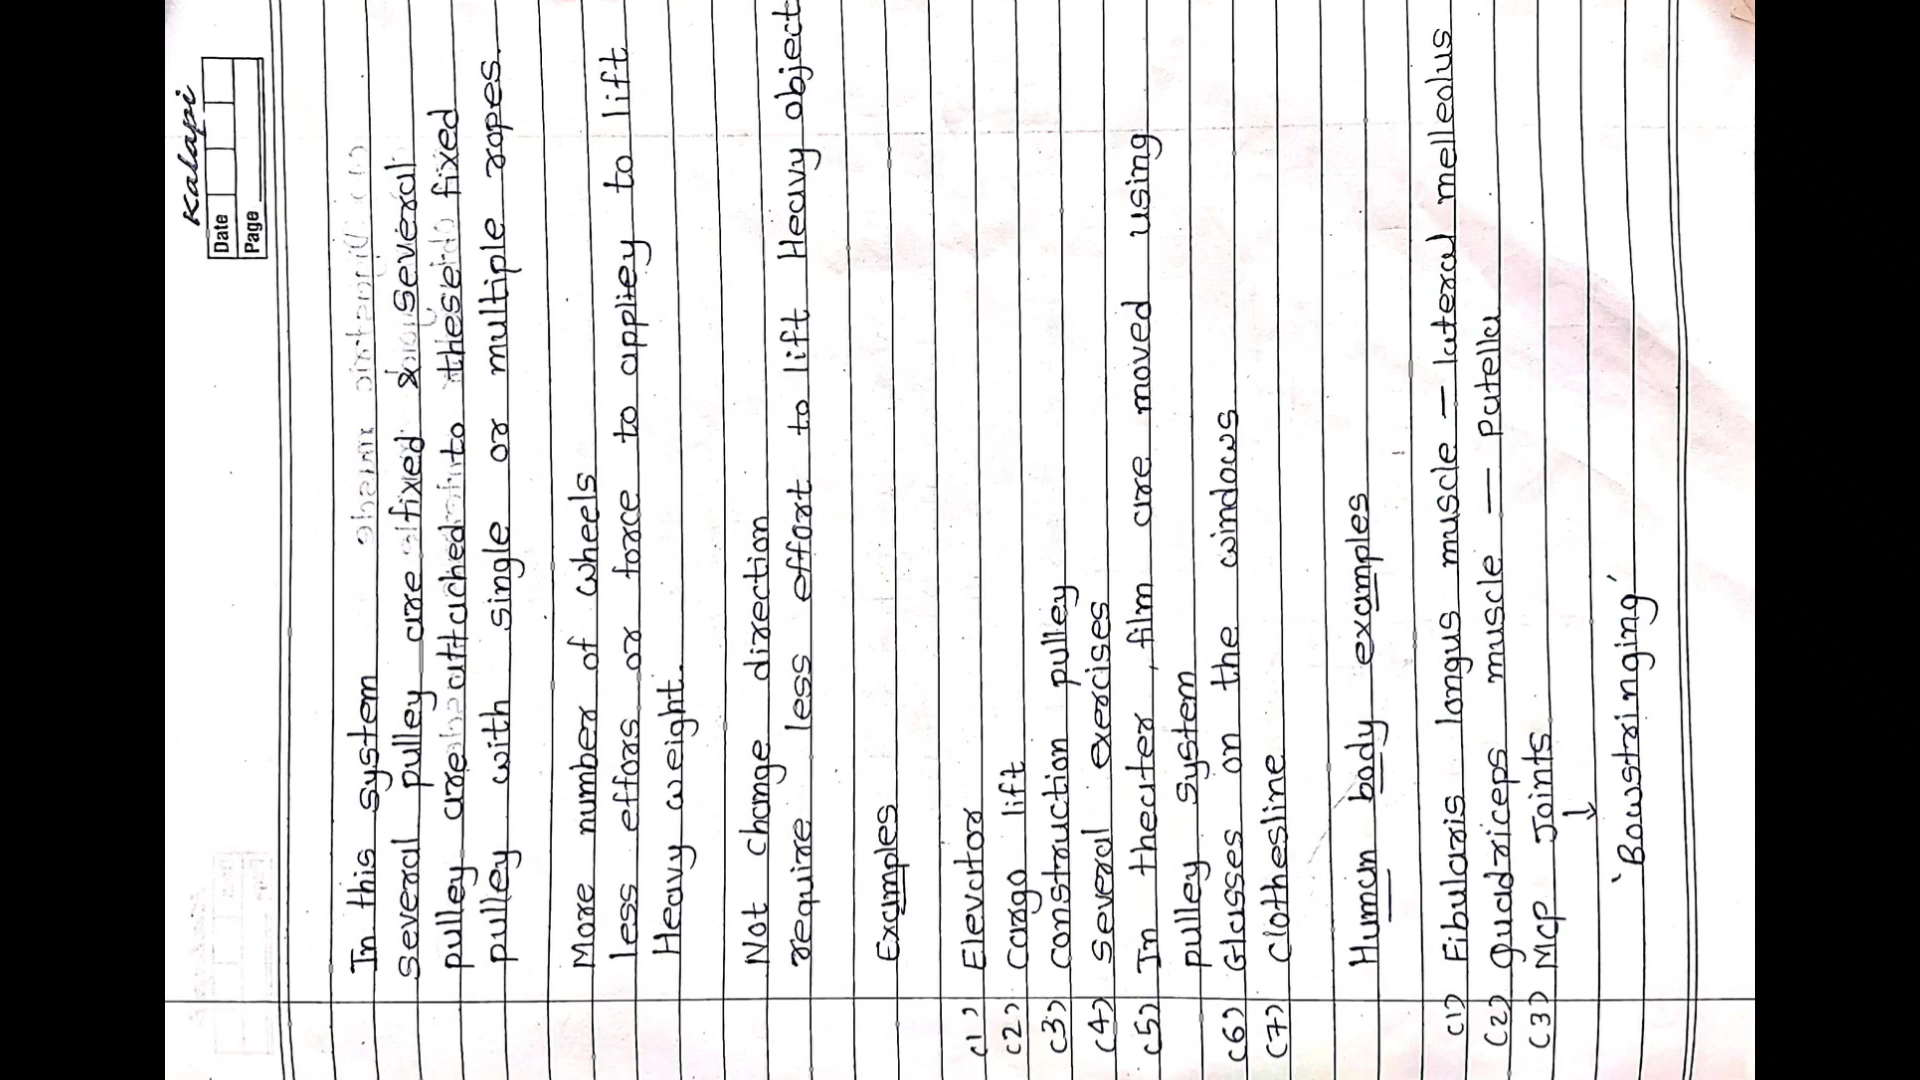 Kalapi
Date
Page
In this system
several pulley are fixed & several
pulley are attached to these fixed
pulley with single or multiple ropes.
More number of wheels
less effors or force to appliey to lift
Heavy weight.
Not change direction
require less effort to lift Heavy object
Examples
(1) Elevator
(2) Cargo lift
(3) construction pulley
(4) several exercises
(5) In theater, film are moved using
pulley system
(6) Glasses on the windows
(7) clothesline
Human body examples
(1) Fibularis longus muscle – lateral melleolus
(2) quadriceps muscle – patella
(3) MCP Joints
↓
'Bowstringing'